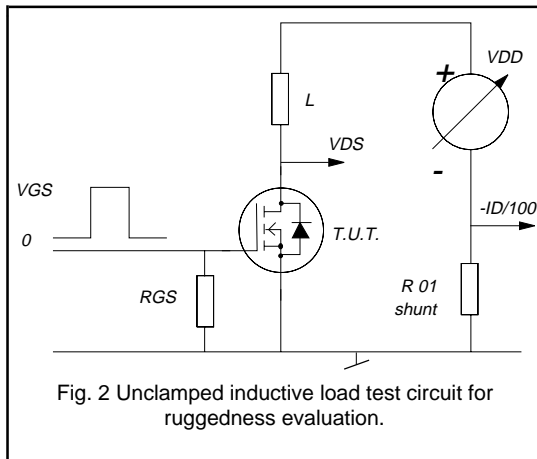 +
VDD
L
VDS
-
VGS
-ID/100
0
T.U.T.
RGS
R 01
shunt
Fig. 2 Unclamped inductive load test circuit for
ruggedness evaluation.